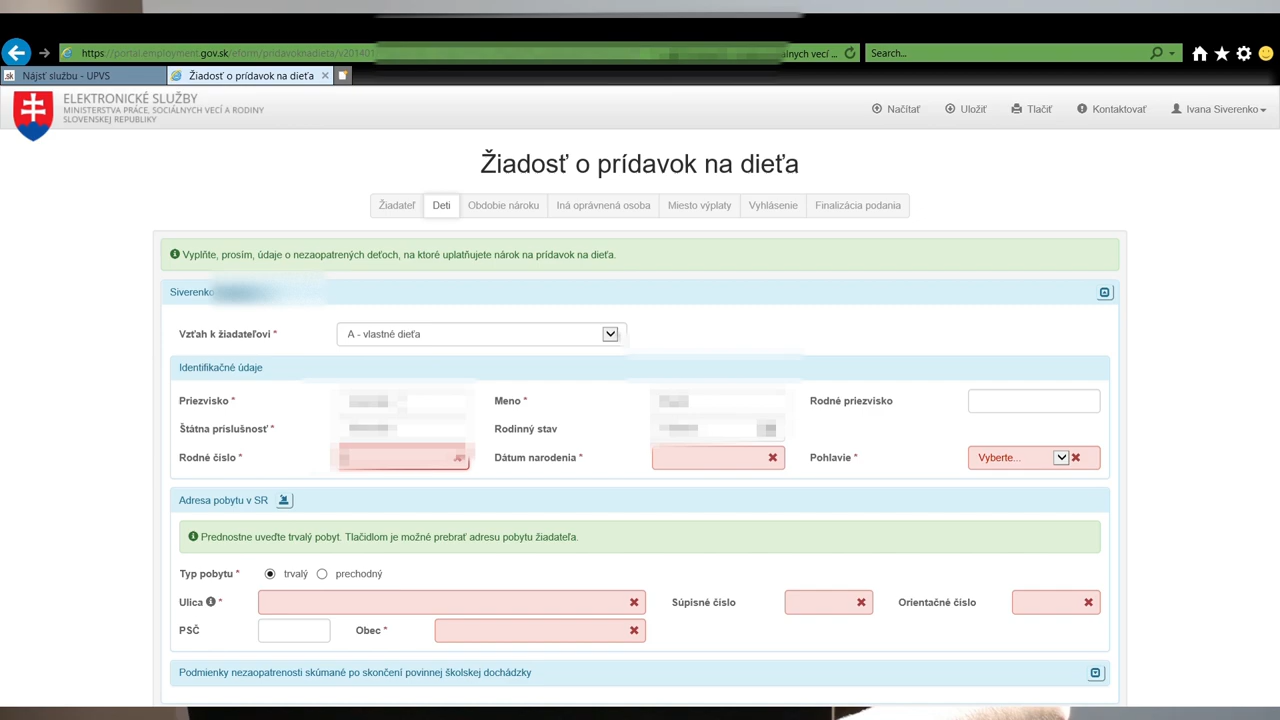 https://portal.employment.gov.sk/eform/pridavoknadieta/v201401
álnych vecí ...
Search...
Nájsť službu - UPVS
Žiadosť o prídavok na dieťa
ELEKTRONICKÉ SLUŽBY
MINISTERSTVA PRÁCE, SOCIÁLNYCH VECÍ A RODINY
SLOVENSKEJ REPUBLIKY
Načítať
Uložiť
Tlačiť
Kontaktovať
Ivana Siverenko
Žiadosť o prídavok na dieťa
Žiadateľ
Deti
Obdobie nároku
Iná oprávnená osoba
Miesto výplaty
Vyhlásenie
Finalizácia podania
Vyplňte, prosím, údaje o nezaopatrených deťoch, na ktoré uplatňujete nárok na prídavok na dieťa.
Siverenko
Vzťah k žiadateľovi *
A - vlastné dieťa
Identifikačné údaje
Priezvisko *
Meno *
Rodné priezvisko
Štátna príslušnosť *
Rodinný stav
Rodné číslo *
Dátum narodenia *
Pohlavie *
Vyberte...
Adresa pobytu v SR
Prednostne uveďte trvalý pobyt. Tlačidlom je možné prebrať adresu pobytu žiadateľa.
Typ pobytu *
trvalý
prechodný
Ulica *
Súpisné číslo
Orientačné číslo
PSČ
Obec *
Podmienky nezaopatrenosti skúmané po skončení povinnej školskej dochádzky